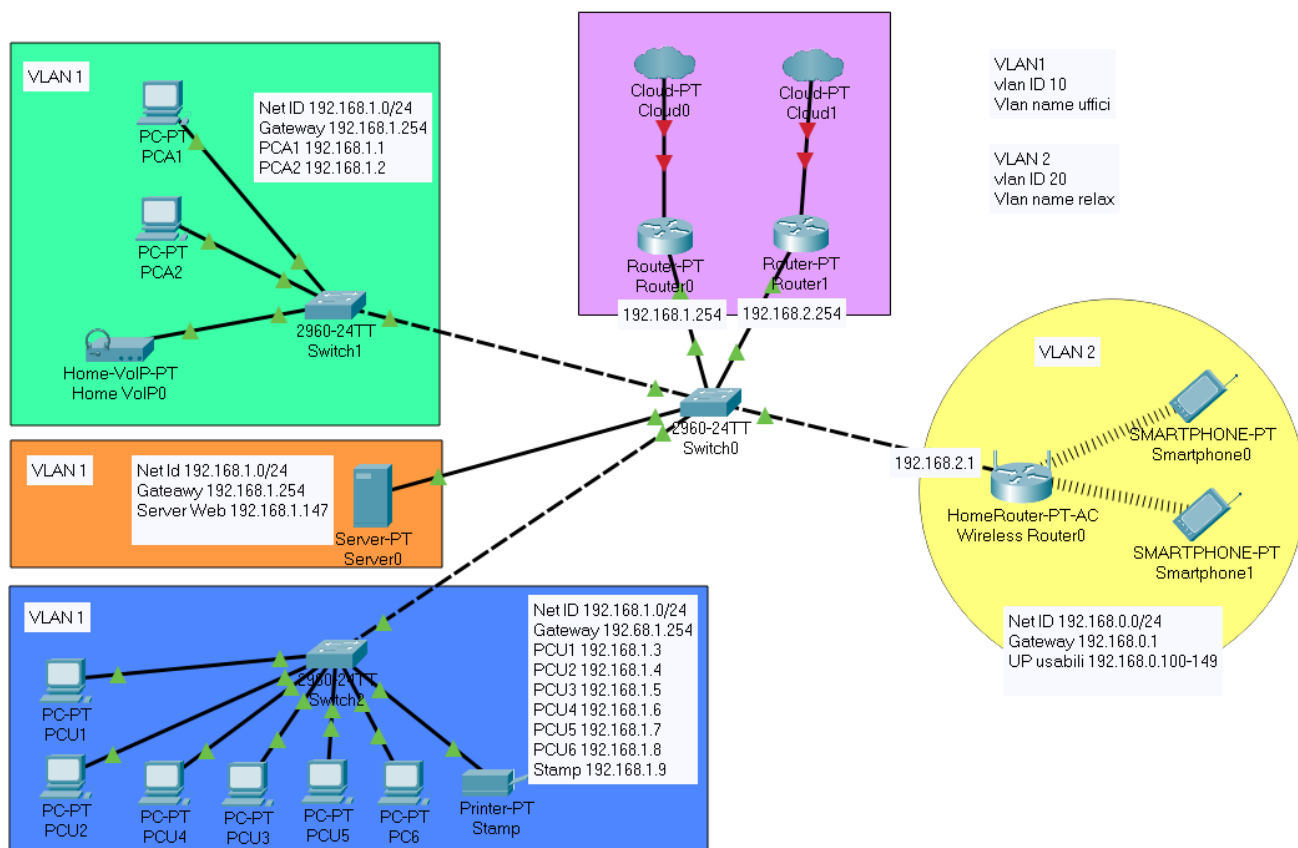 VLAN 1
PC-PT
PCA1
PC-PT
PCA2
Home-VoIP-PT
Home VoIP0
Net ID 192.168.1.0/24
Gateway 192.168.1.254
PCA1 192.168.1.1
PCA2 192.168.1.2
2960-24TT
Switch1
Cloud-PT
Cloud0
Cloud-PT
Cloud1
Router-PT
Router0
Router-PT
Router1
192.168.1.254
192.168.2.254
VLAN1
vlan ID 10
Vlan name uffici
VLAN 2
vlan ID 20
Vlan name relax
2960-24TT
Switch0
VLAN 1
Net Id 192.168.1.0/24
Gateawy 192.168.1.254
Server Web 192.168.1.147
Server-PT
Server0
VLAN 2
192.168.2.1
HomeRouter-PT-AC
Wireless Router0
SMARTPHONE-PT
Smartphone0
SMARTPHONE-PT
Smartphone1
Net ID 192.168.0.0/24
Gateway 192.168.0.1
UP usabili 192.168.0.100-149
VLAN 1
2960-24TT
Switch2
PC-PT
PCU1
PC-PT
PCU2
PC-PT
PCU4
PC-PT
PCU3
PC-PT
PCU5
PC-PT
PC6
Printer-PT
Stamp
Net ID 192.168.1.0/24
Gateway 192.68.1.254
PCU1 192.168.1.3
PCU2 192.168.1.4
PCU3 192.168.1.5
PCU4 192.168.1.6
PCU5 192.168.1.7
PCU6 192.168.1.8
Stamp 192.168.1.9